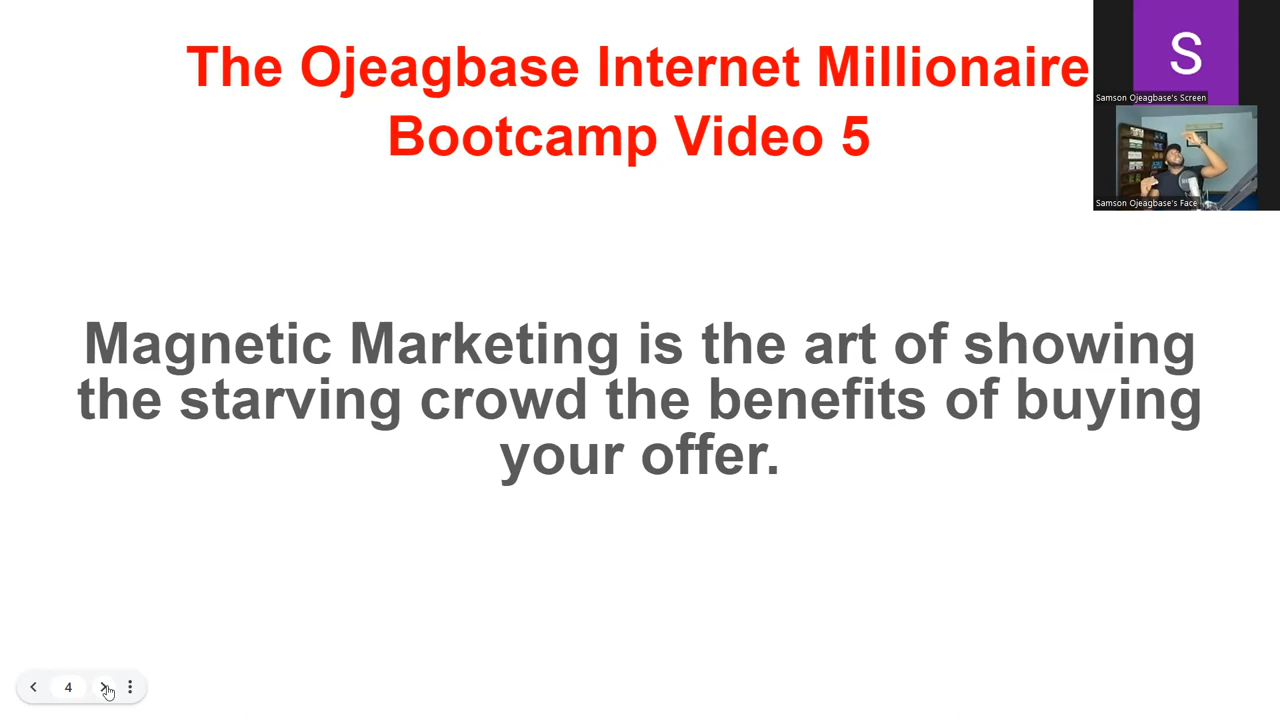 The Ojeagbase Internet Millionaire
Bootcamp Video 5
S
Samson Ojeagbase's Screen
Samson Ojeagbase's Face
Magnetic Marketing is the art of showing
the starving crowd the benefits of buying
your offer.
4